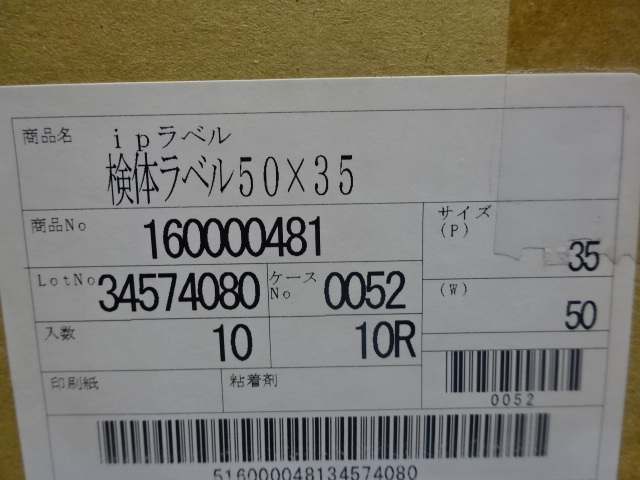 商品名 ipラベル
検体ラベル50×35
商品No 160000481
サイズ
(P) 35
LotNo 34574080 ケース
No 0052
(W) 50
入数 10 10R
0052
印刷紙 粘着剤
516000048134574080